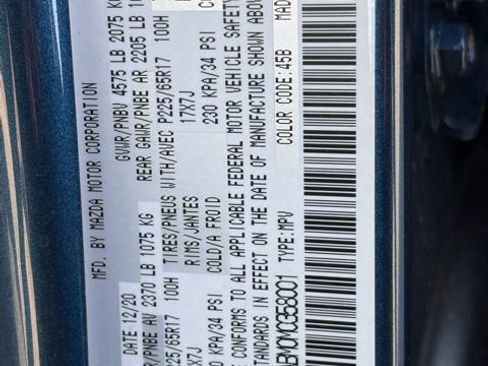 MFD. BY MAZDA MOTOR CORPORATION
DATE 12/20 GVWR/PNBV 4575 LB 2075
/PNBE AV 2370 LB 1075 KG REAR GAWR/PNBE AR 2205 LB
225/65R17 100H TIRES/PNEUS WITH/AVEC P225/65R17 100H
7J RIMS/JANTES 17X7J
KPA/34 PSI COLD/A FROID 230 KPA/34 PSI
CONFORMS TO ALL APPLICABLE FEDERAL MOTOR VEHICLE SAFETY
STANDARDS IN EFFECT ON THE DATE OF MANUFACTURE SHOWN ABOVE
TYPE:MPV COLOR CODE:45B MAD